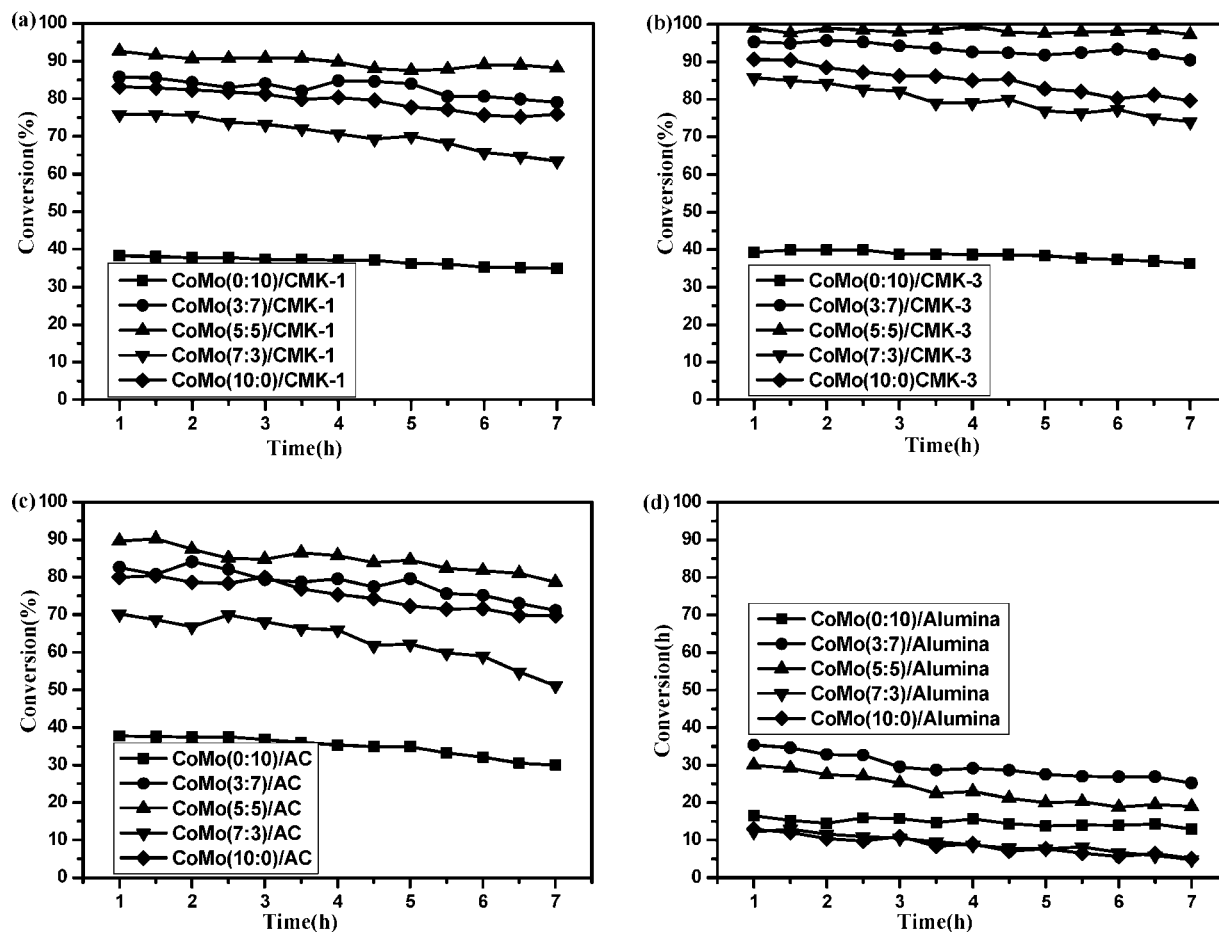 (a)
100
90
80
70
60
50
40
30
20
10
0
Conversion(%)
CoMo(0:10)/CMK-1
CoMo(3:7)/CMK-1
CoMo(5:5)/CMK-1
CoMo(7:3)/CMK-1
CoMo(10:0)/CMK-1
1 2 3 4 5 6 7
Time(h)
(b)
100
90
80
70
60
50
40
30
20
10
0
Conversion(%)
CoMo(0:10)/CMK-3
CoMo(3:7)/CMK-3
CoMo(5:5)/CMK-3
CoMo(7:3)/CMK-3
CoMo(10:0)CMK-3
1 2 3 4 5 6 7
Time(h)
(c)
100
90
80
70
60
50
40
30
20
10
0
Conversion(%)
CoMo(0:10)/AC
CoMo(3:7)/AC
CoMo(5:5)/AC
CoMo(7:3)/AC
CoMo(10:0)/AC
1 2 3 4 5 6 7
Time(h)
(d)
100
90
80
70
60
50
40
30
20
10
0
Conversion(h)
CoMo(0:10)/Alumina
CoMo(3:7)/Alumina
CoMo(5:5)/Alumina
CoMo(7:3)/Alumina
CoMo(10:0)/Alumina
1 2 3 4 5 6 7
Time(h)